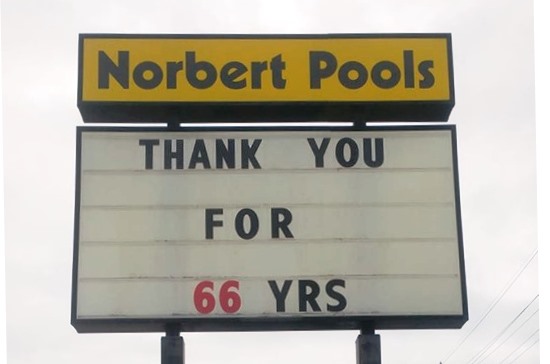 Norbert Pools
THANK YOU
FOR
66 YRS